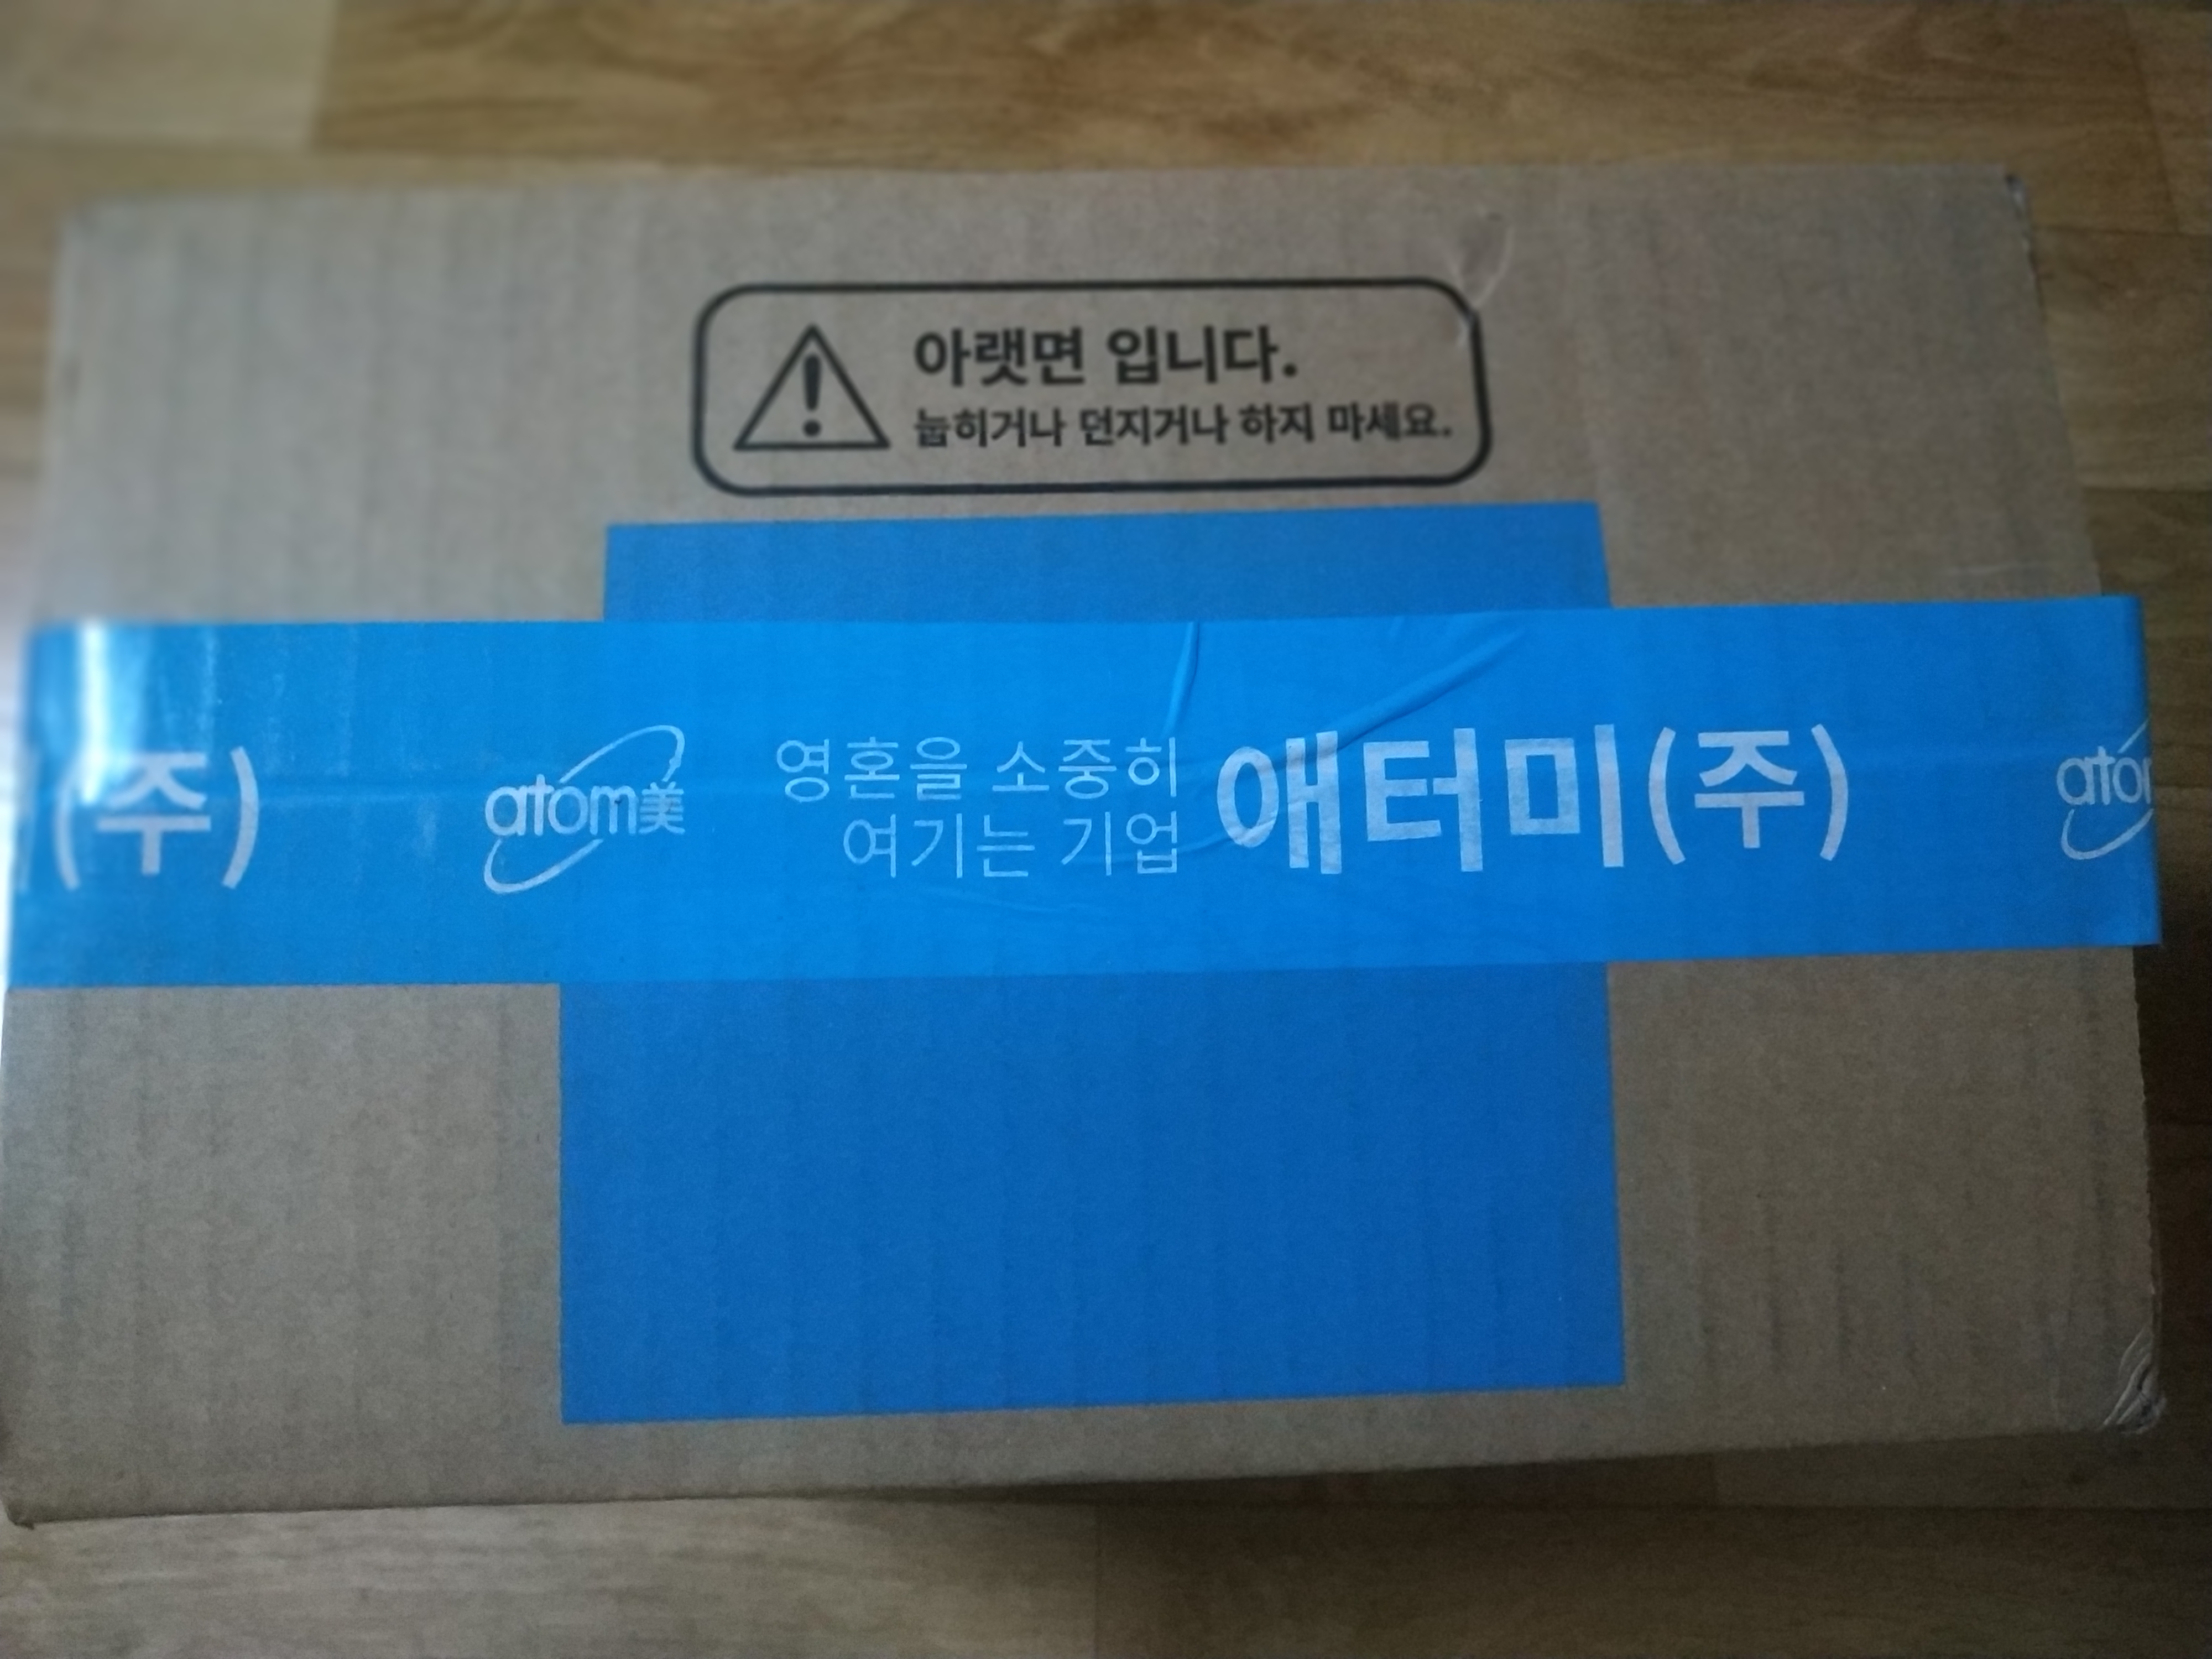 아랫면 입니다.
눕히거나 던지거나 하지 마세요.
(주)
atom美
영혼을 소중히
여기는 기업
애터미(주)
atom